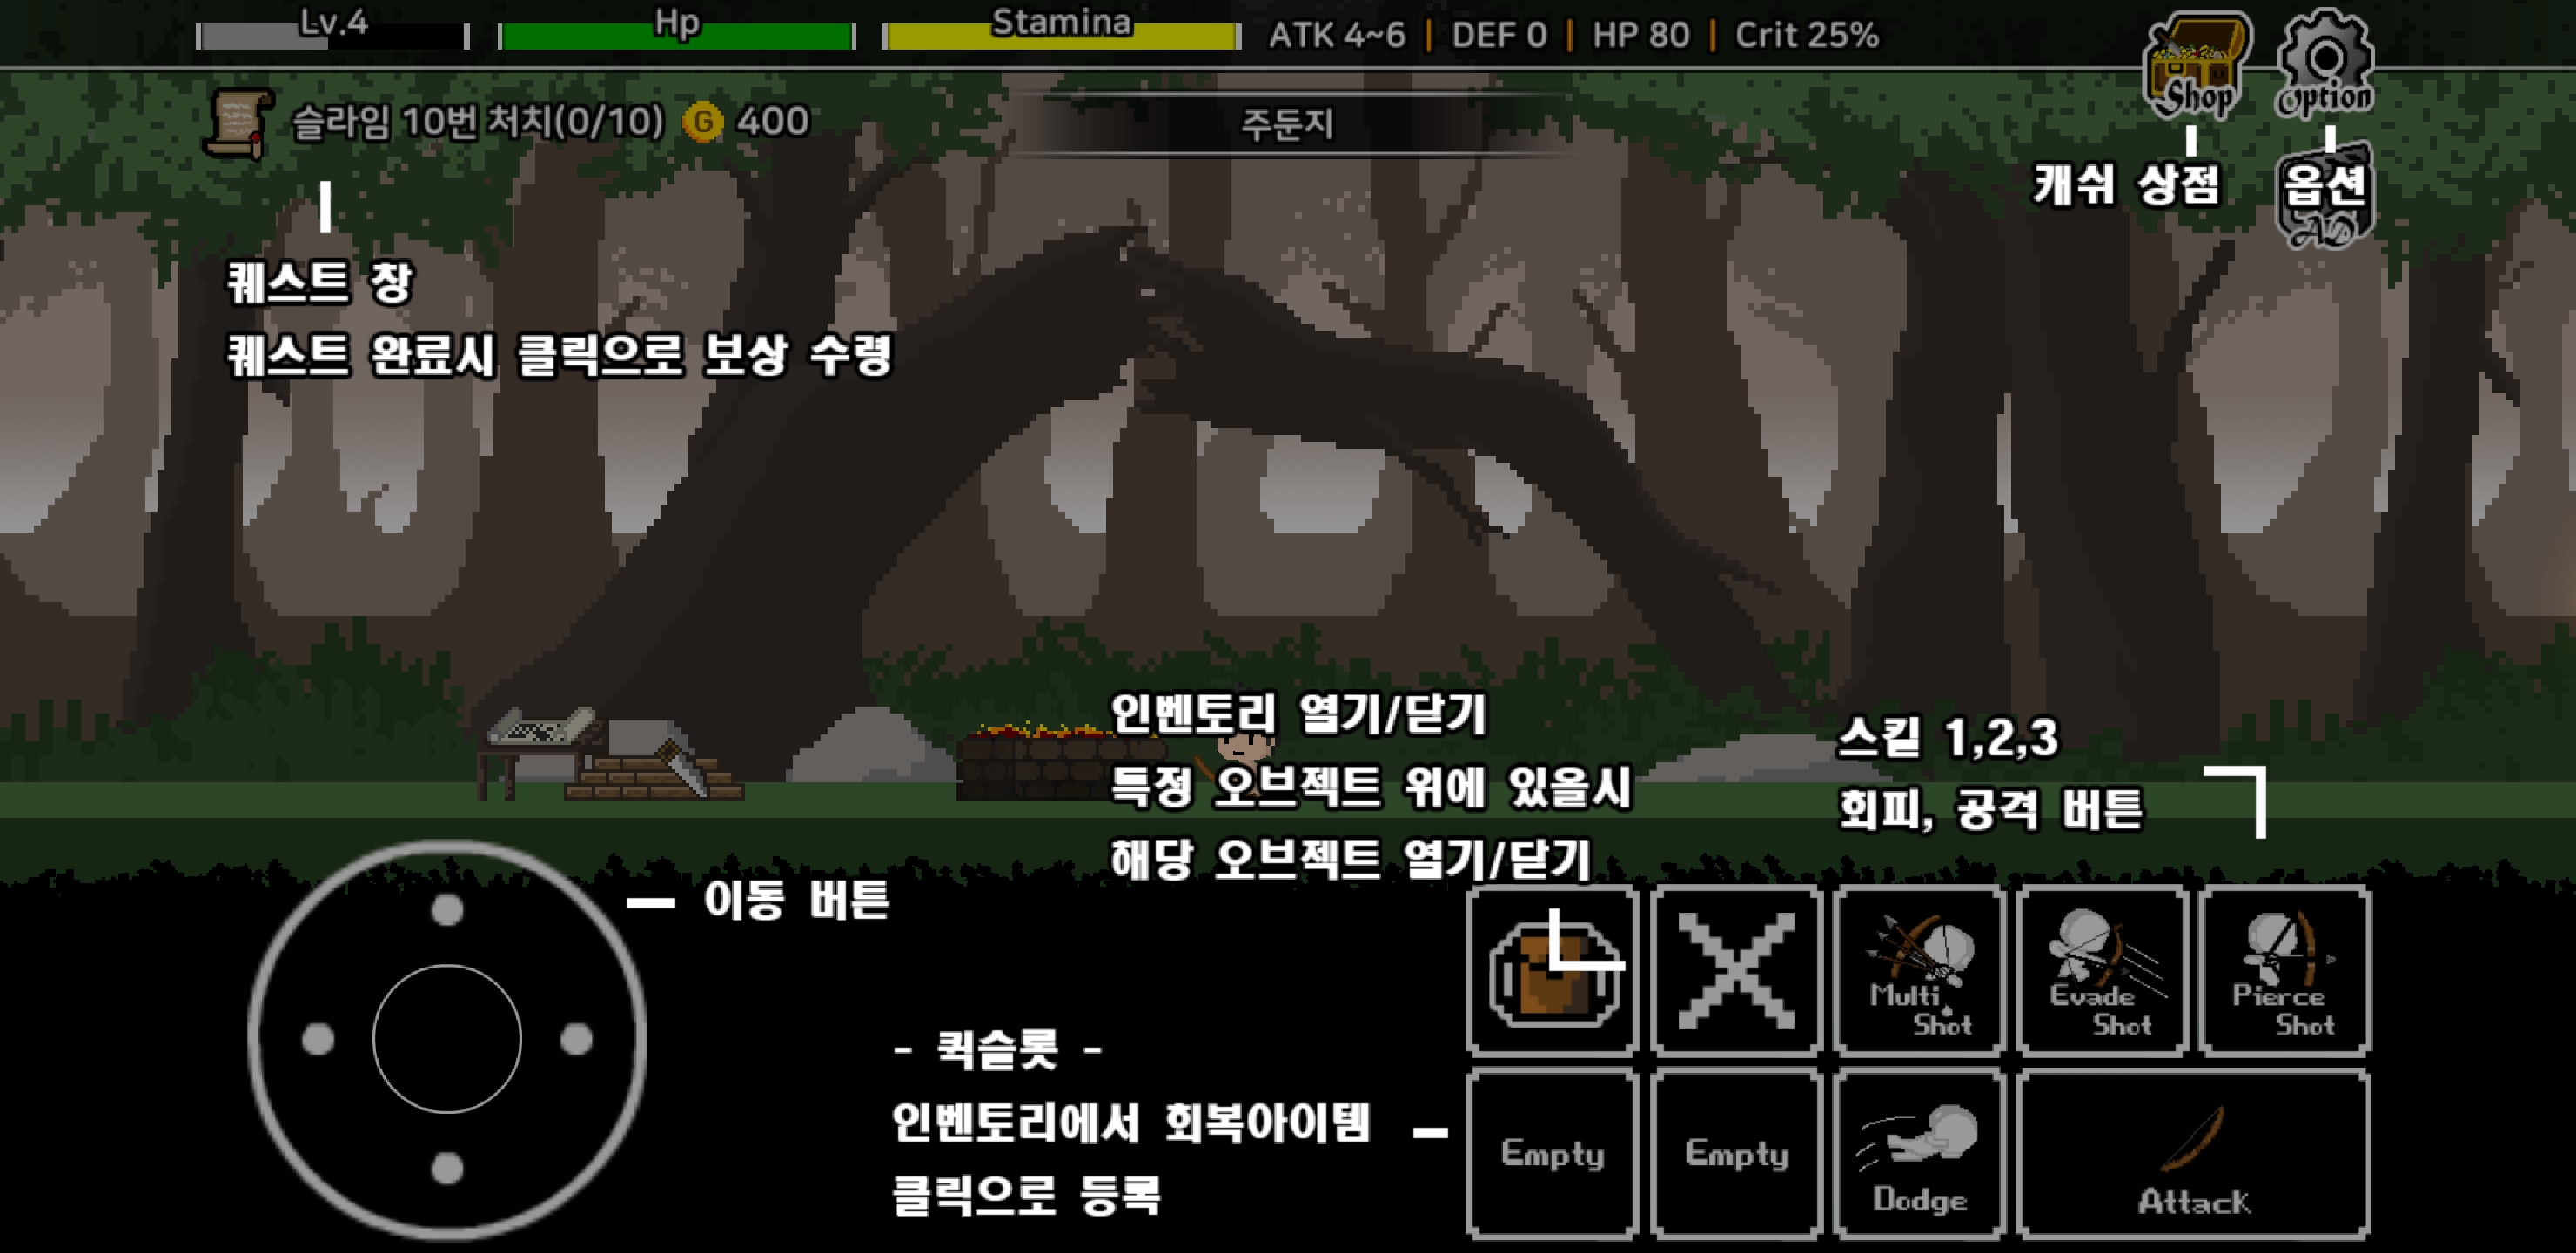 Lv.4
Hp
Stamina
ATK 4~6 | DEF 0 | HP 80 | Crit 25%
Shop
Option
슬라임 10번 처치(0/10) G 400
주둔지
캐쉬 상점
옵션
AD
퀘스트 창
퀘스트 완료시 클릭으로 보상 수령
인벤토리 열기/닫기
득정 오브젝트 위에 있을시
해당 오브젝트 열기/닫기
스킬 1,2,3
회피, 공격 버튼
이동 버튼
Multi Shot
Evade Shot
Pierce Shot
- 퀵슬롯 -
인벤토리에서 회복아이템
클릭으로 등록
Empty
Empty
Dodge
Attack